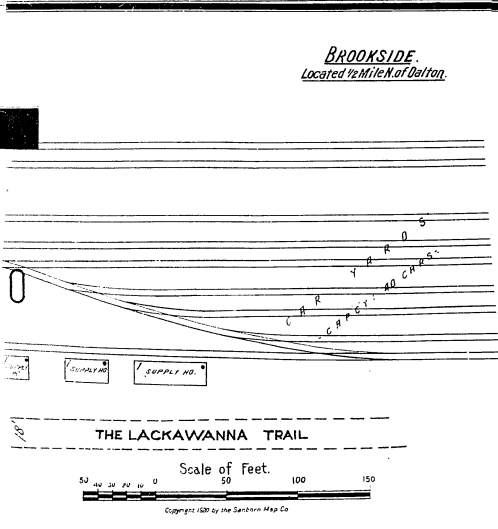 BROOKSIDE.
Located ½ Mile N. of Dalton.
CAR YARDS
CAPCY. 40 CARS.
SUPPLY HO.
SUPPLY HO.
SUPPLY HO.
18'
THE LACKAWANNA TRAIL
Scale of Feet.
50 40 30 20 10 0 50 100 150
Copyright 1920 by the Sanborn Map Co